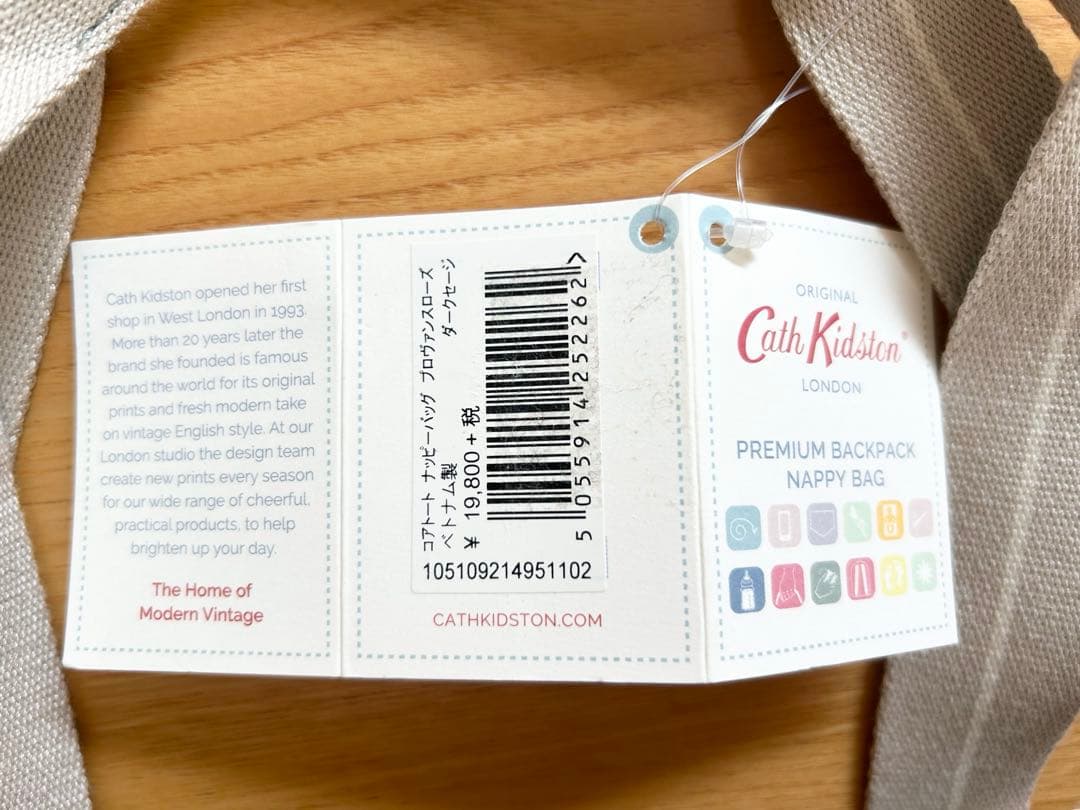 Cath Kidston opened her first
shop in West London in 1993.
More than 20 years later the
brand she founded is famous
around the world for its original
prints and fresh modern take
on vintage English style. At our
London studio the design team
create new prints every season
for our wide range of cheerful,
practical products, to help
brighten up your day.
The Home of
Modern Vintage
コアトート ナッピーバッグ プロヴァンスローズ
ダークセージ
ベトナム製
¥ 19,800 + 税
5 055914 252262 >
105109214951102
CATHKIDSTON.COM
ORIGINAL
Cath Kidston®
LONDON
PREMIUM BACKPACK
NAPPY BAG